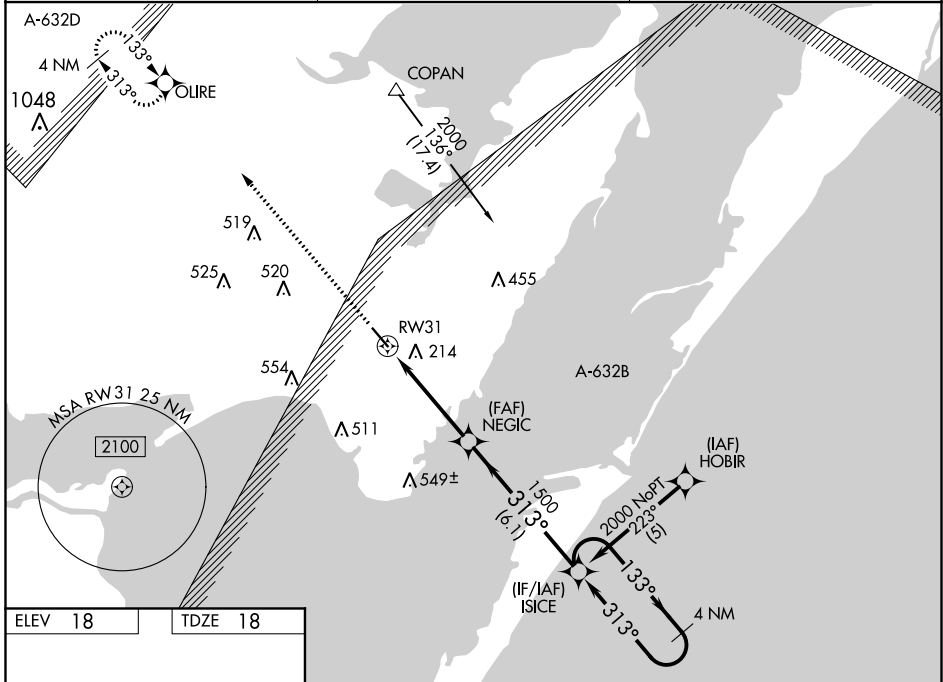 A-632D
133°
4 NM
313°
OLIRE
1048
COPAN
2000
136°
(17.4)
519
525
520
455
RW31
214
554
A-632B
MSA RW31 25 NM
2100
511
(FAF)
NEGIC
549±
(IAF)
HOBIR
1500
313°
(6.1)
2000 NoPT
223°
(5)
(IF/IAF)
ISICE
133°
313°
4 NM
ELEV 18
TDZE 18